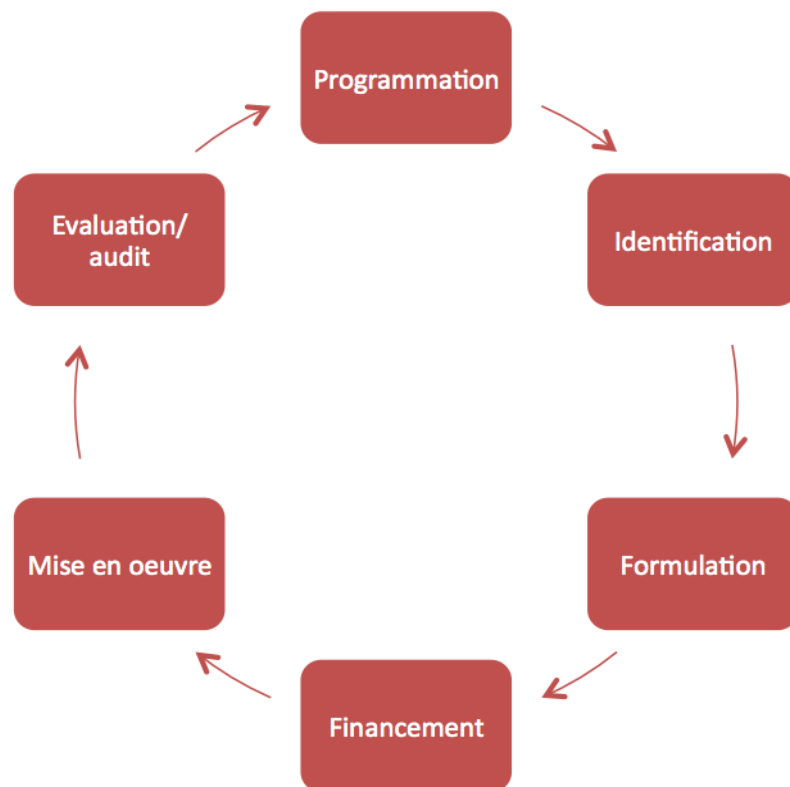 Programmation
Identification
Formulation
Financement
Mise en oeuvre
Evaluation/
audit